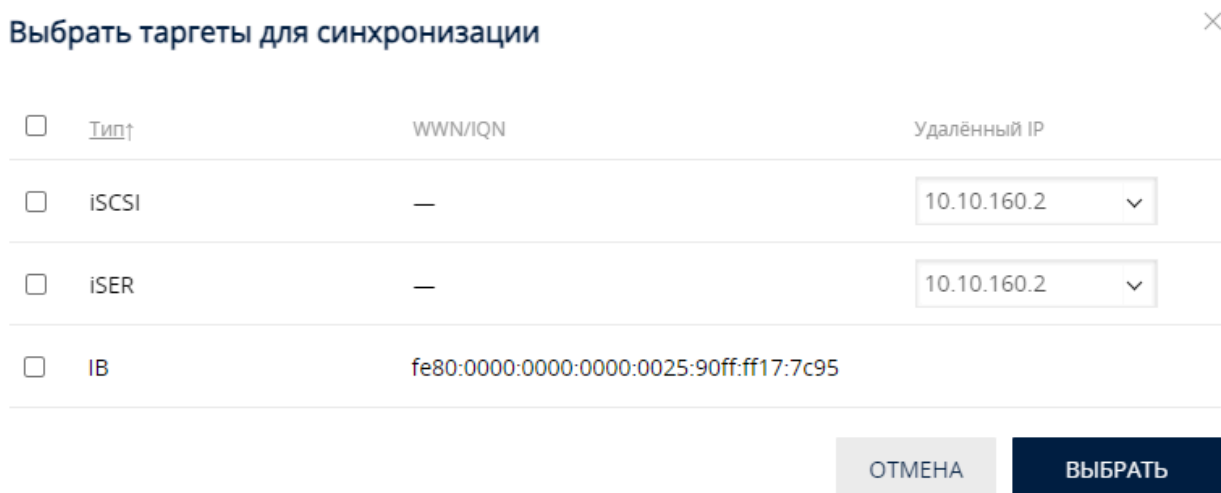 Выбрать таргеты для синхронизации
Тип↑ WWN/IQN Удалённый IP
iSCSI — 10.10.160.2
iSER — 10.10.160.2
IB fe80:0000:0000:0000:0025:90ff:ff17:7c95
ОТМЕНА ВЫБРАТЬ